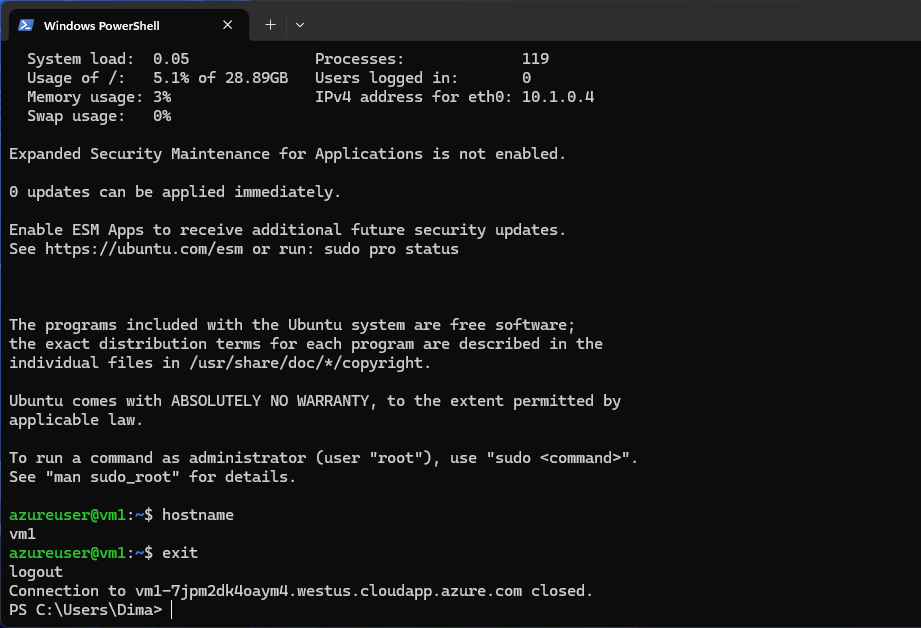 Windows PowerShell
System load: 0.05 Processes: 119
Usage of /: 5.1% of 28.89GB Users logged in: 0
Memory usage: 3% IPv4 address for eth0: 10.1.0.4
Swap usage: 0%
Expanded Security Maintenance for Applications is not enabled.
0 updates can be applied immediately.
Enable ESM Apps to receive additional future security updates.
See https://ubuntu.com/esm or run: sudo pro status
The programs included with the Ubuntu system are free software;
the exact distribution terms for each program are described in the
individual files in /usr/share/doc/*/copyright.
Ubuntu comes with ABSOLUTELY NO WARRANTY, to the extent permitted by
applicable law.
To run a command as administrator (user "root"), use "sudo <command>".
See "man sudo_root" for details.
azureuser@vm1:~$ hostname
vm1
azureuser@vm1:~$ exit
logout
Connection to vm1-7jpm2dk4oaym4.westus.cloudapp.azure.com closed.
PS C:\Users\Dima>